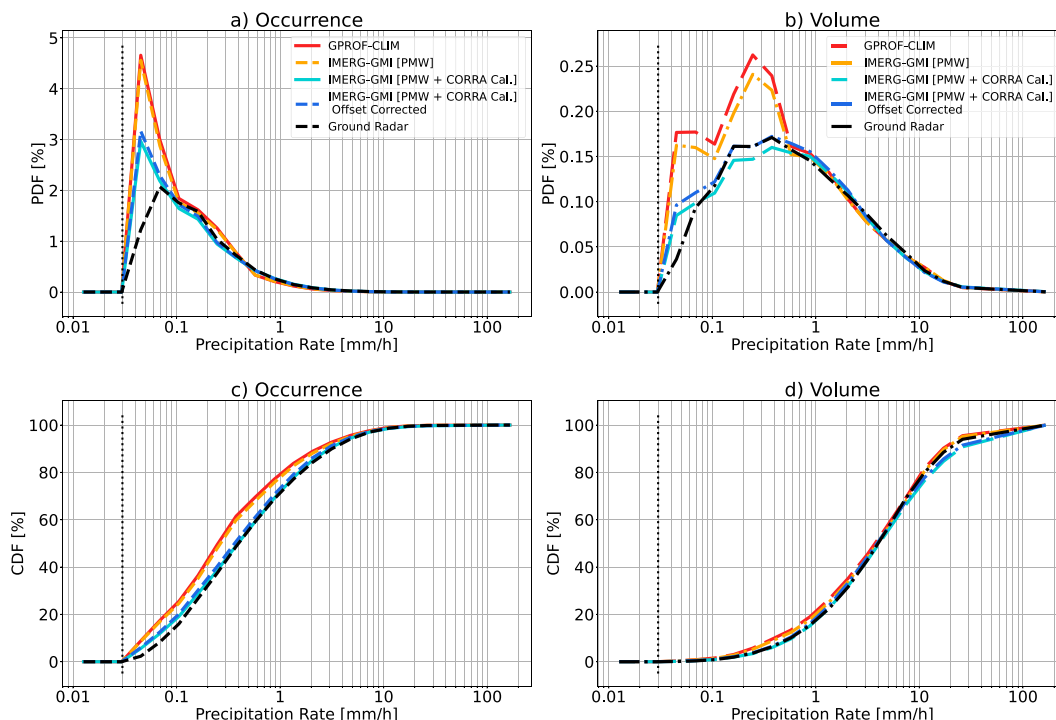 a) Occurrence
PDF [%]
5
4
3
2
1
0
GPROF-CLIM
IMERG-GMI [PMW]
IMERG-GMI [PMW + CORRA Cal.]
IMERG-GMI [PMW + CORRA Cal.]
Offset Corrected
Ground Radar
0.01 0.1 1 10 100
Precipitation Rate [mm/h]
b) Volume
PDF [%]
0.25
0.20
0.15
0.10
0.05
0.00
GPROF-CLIM
IMERG-GMI [PMW]
IMERG-GMI [PMW + CORRA Cal.]
IMERG-GMI [PMW + CORRA Cal.]
Offset Corrected
Ground Radar
0.01 0.1 1 10 100
Precipitation Rate [mm/h]
c) Occurrence
CDF [%]
100
80
60
40
20
0
0.01 0.1 1 10 100
Precipitation Rate [mm/h]
d) Volume
CDF [%]
100
80
60
40
20
0
0.01 0.1 1 10 100
Precipitation Rate [mm/h]